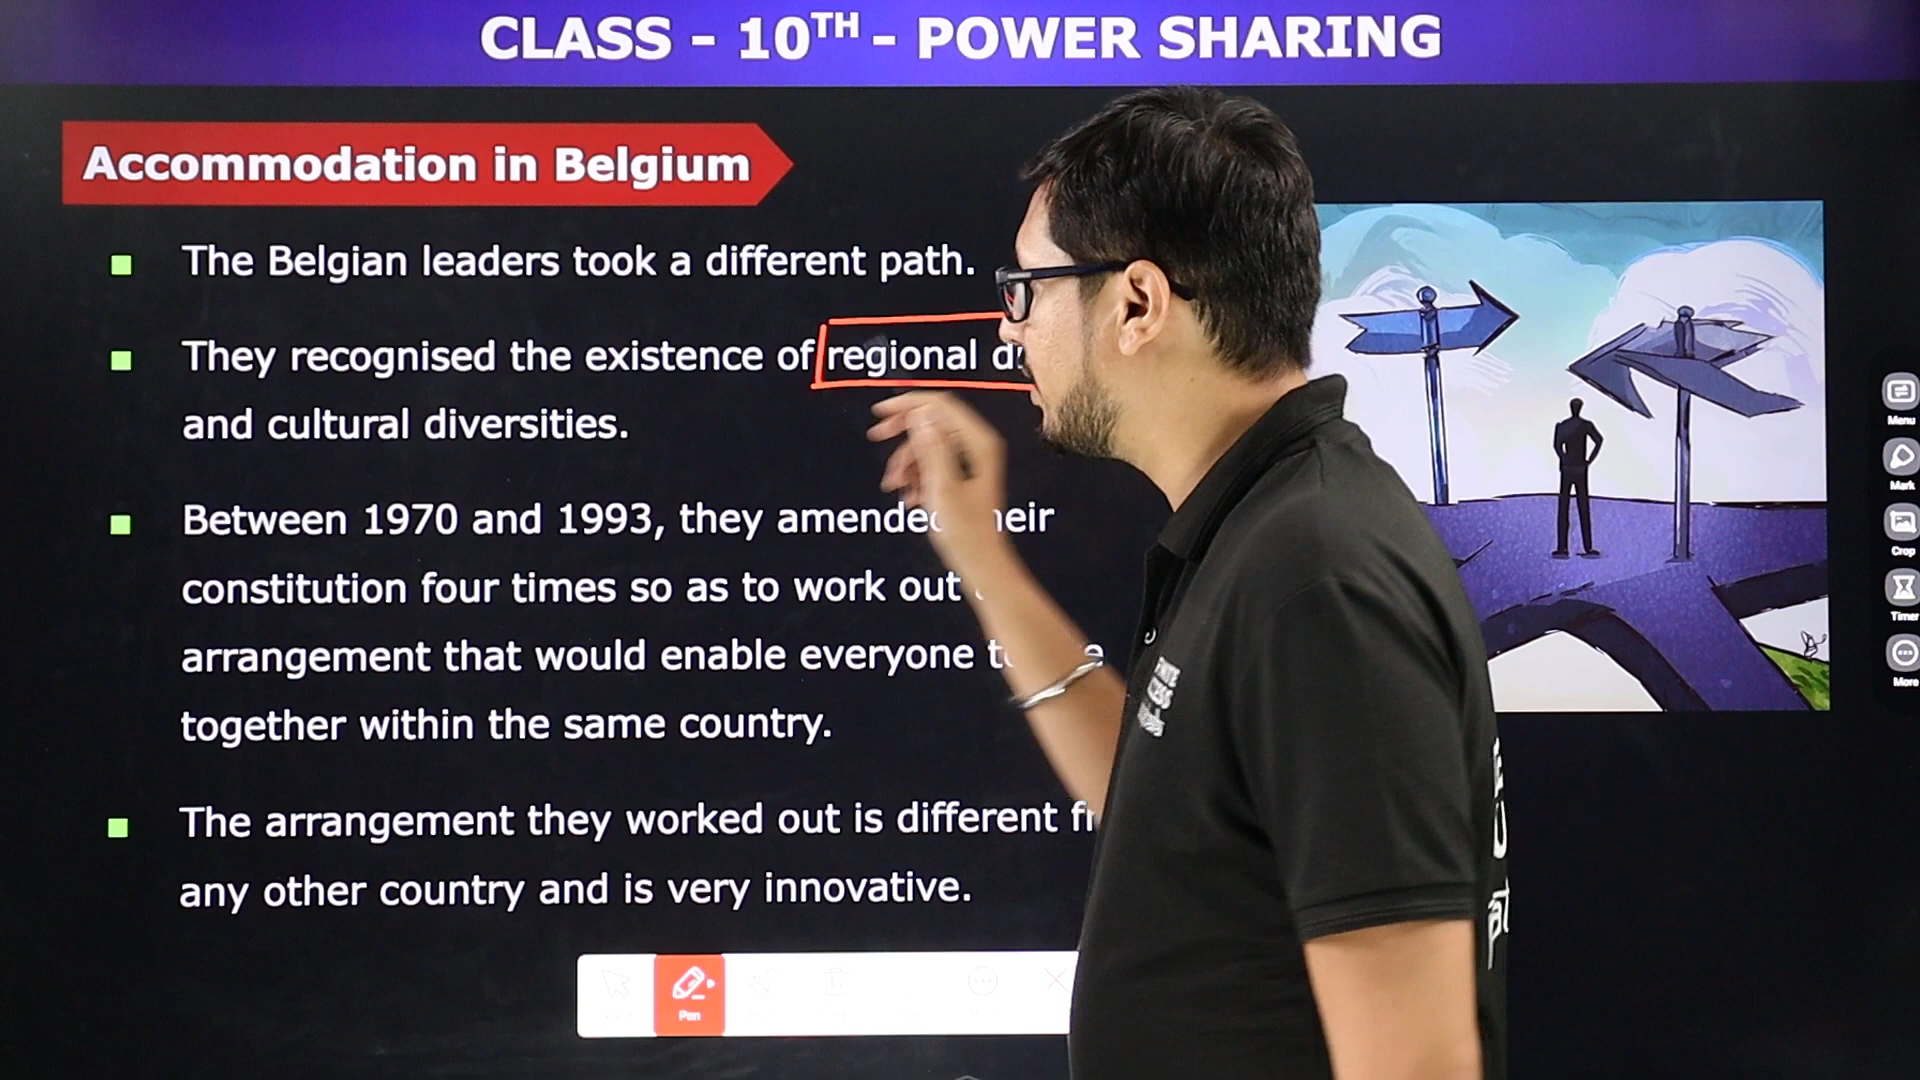 CLASS - 10TH - POWER SHARING
Accommodation in Belgium
The Belgian leaders took a different path.
They recognised the existence of regional
and cultural diversities.
Between 1970 and 1993, they amended
constitution four times so as to work out
arrangement that would enable everyone
together within the same country.
The arrangement they worked out is different
any other country and is very innovative.
Menu
Mark
Crop
Timer
More
Pen